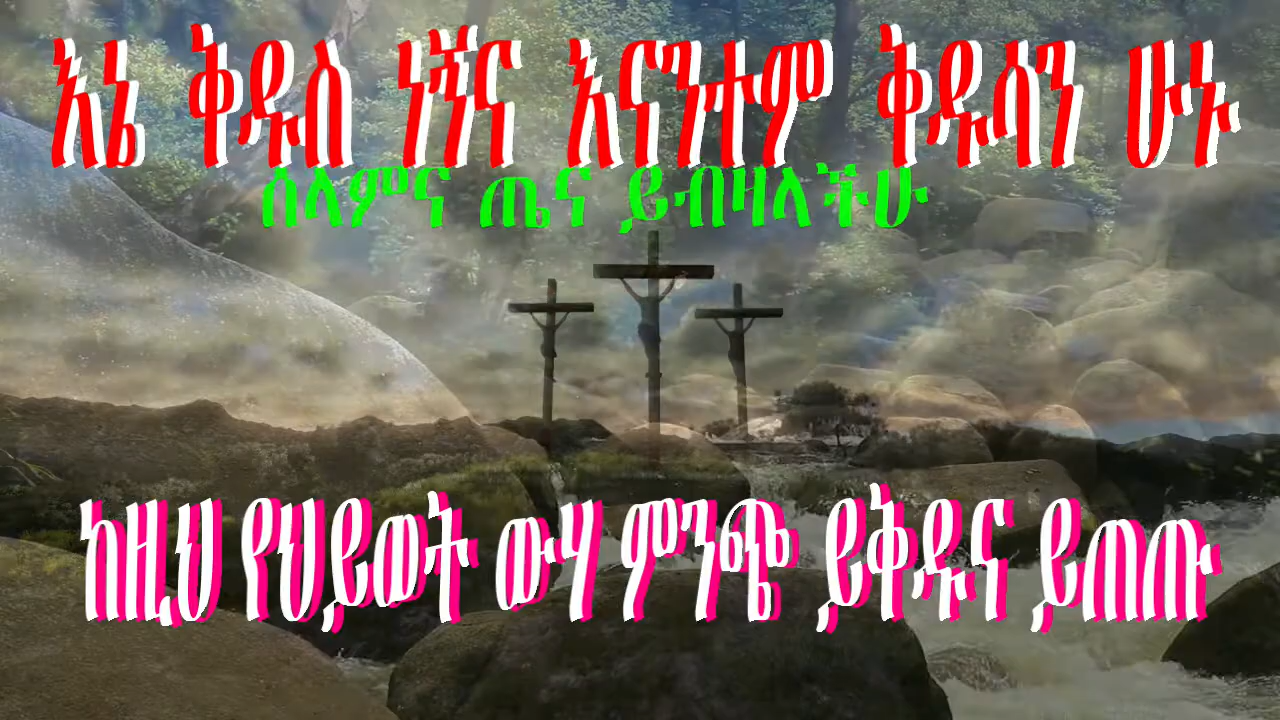 እኔ ቅዱስ ነኝና እናንተም ቅዱሳን ሁኑ
ሰላምና ጤና ይብዛላችሁ
ከዚህ የህይወት ውሃ ምንጭ ይቅዱና ይጠጡ